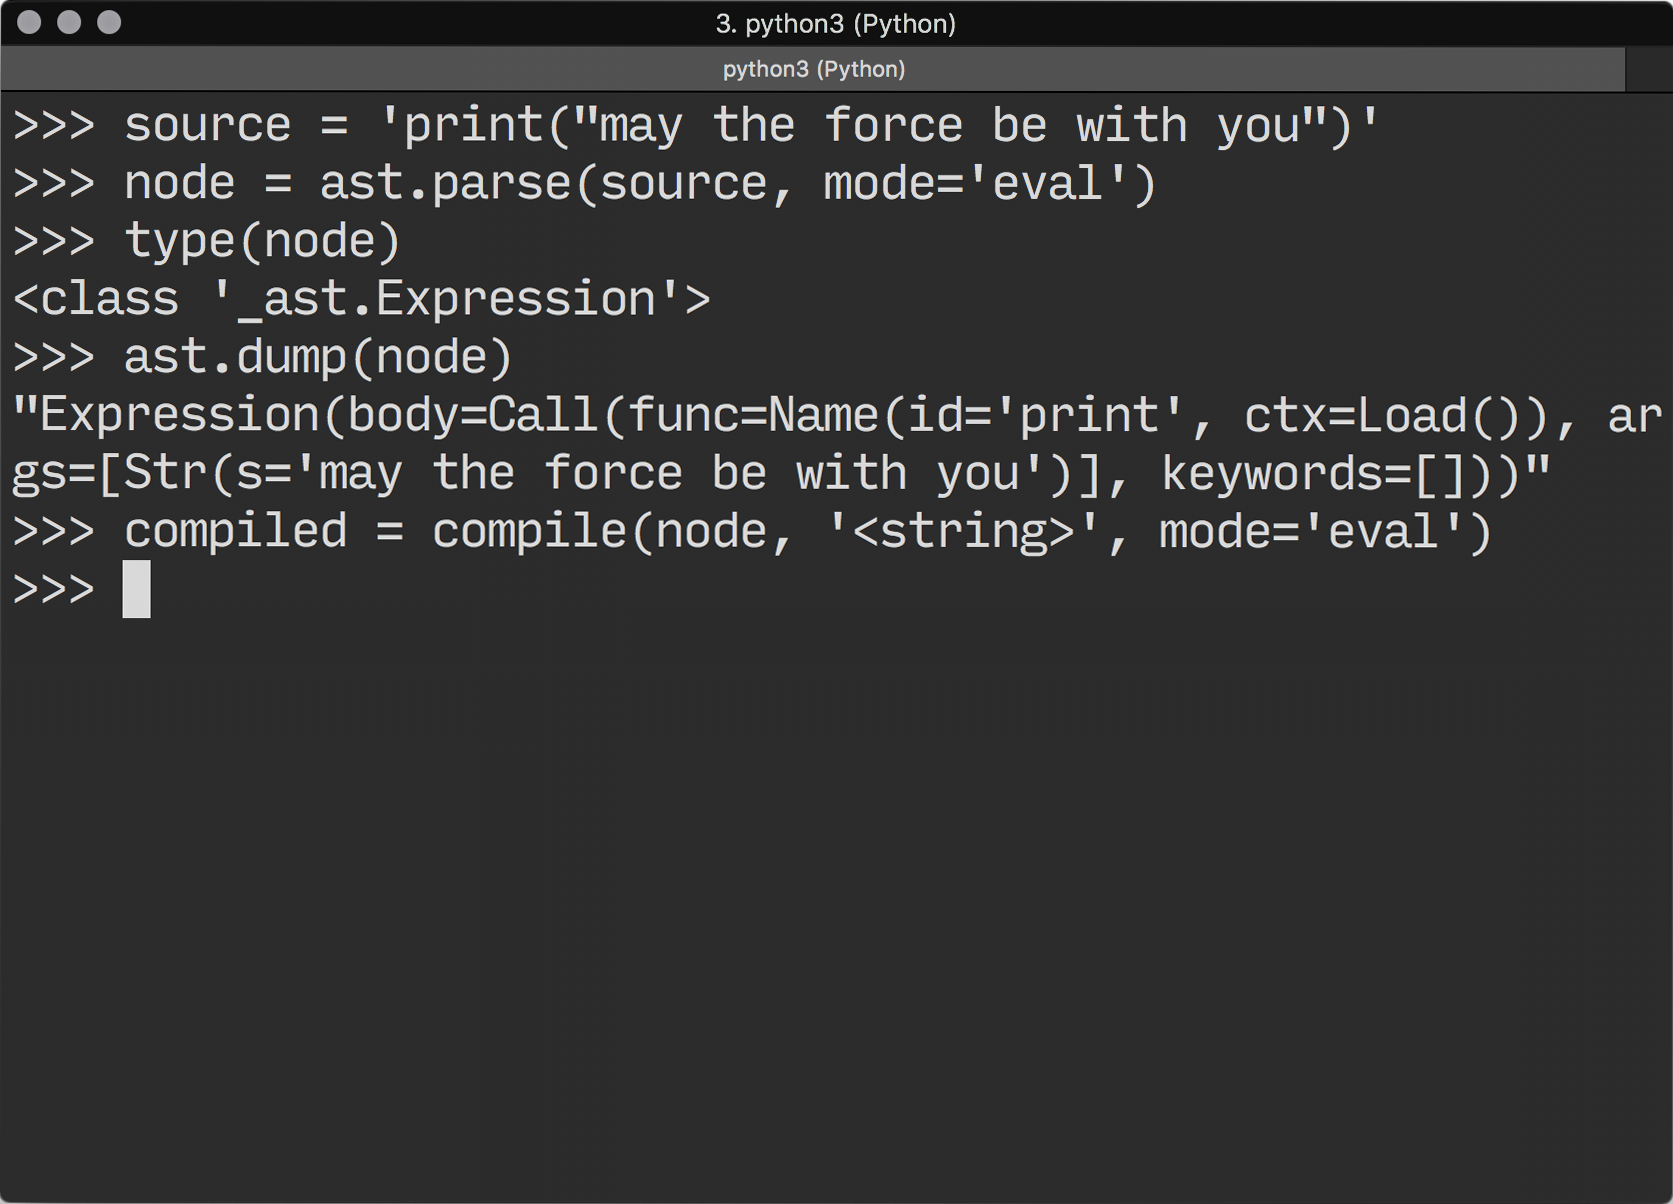 3. python3 (Python)
python3 (Python)
>>> source = 'print("may the force be with you")'
>>> node = ast.parse(source, mode='eval')
>>> type(node)
<class '_ast.Expression'>
>>> ast.dump(node)
"Expression(body=Call(func=Name(id='print', ctx=Load()), ar
gs=[Str(s='may the force be with you')], keywords=[]))"
>>> compiled = compile(node, '<string>', mode='eval')
>>>